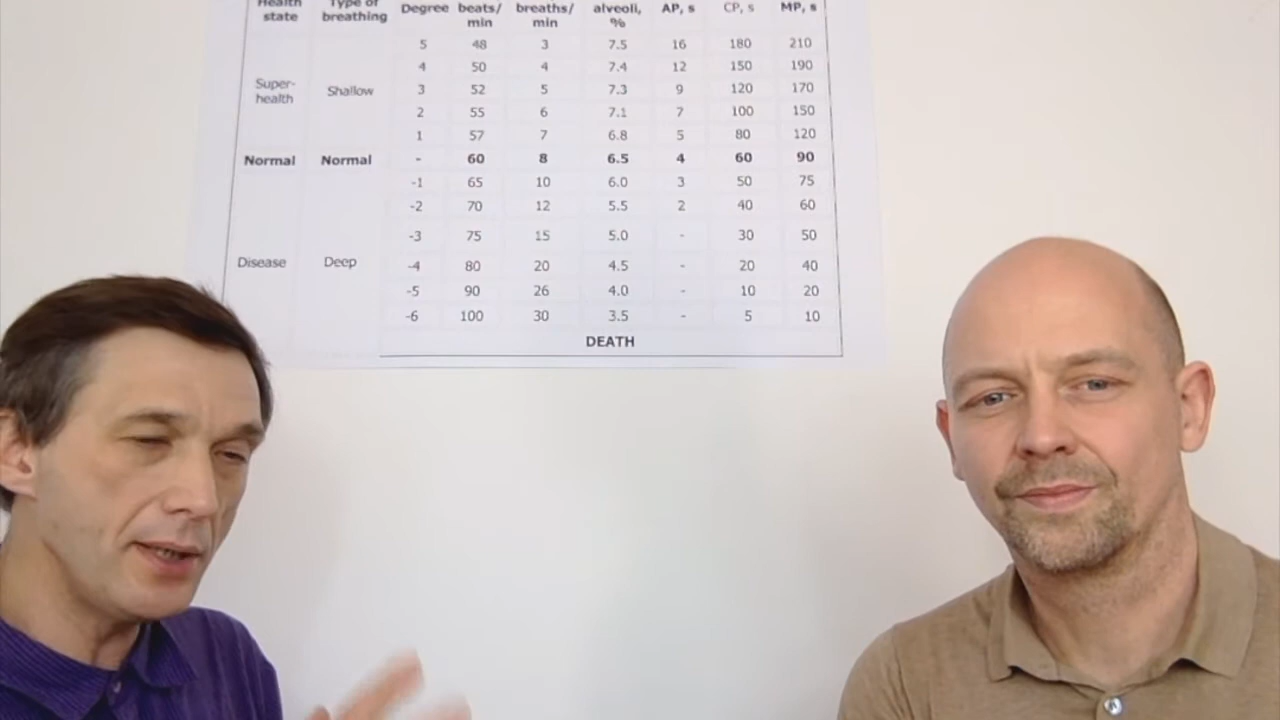 Health state Type of breathing Degree beats/min breaths/min alveoli, % AP, s CP, s MP, s
5 48 3 7.5 16 180 210
4 50 4 7.4 12 150 190
Super-health Shallow 3 52 5 7.3 9 120 170
2 55 6 7.1 7 100 150
1 57 7 6.8 5 80 120
Normal Normal - 60 8 6.5 4 60 90
-1 65 10 6.0 3 50 75
-2 70 12 5.5 2 40 60
-3 75 15 5.0 - 30 50
Disease Deep -4 80 20 4.5 - 20 40
-5 90 26 4.0 - 10 20
-6 100 30 3.5 - 5 10
DEATH